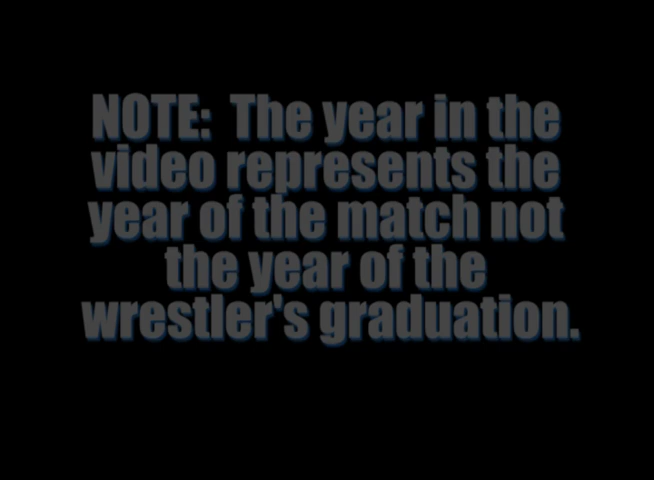 NOTE:  The year in the
video represents the
year of the match not
the year of the
wrestler's graduation.